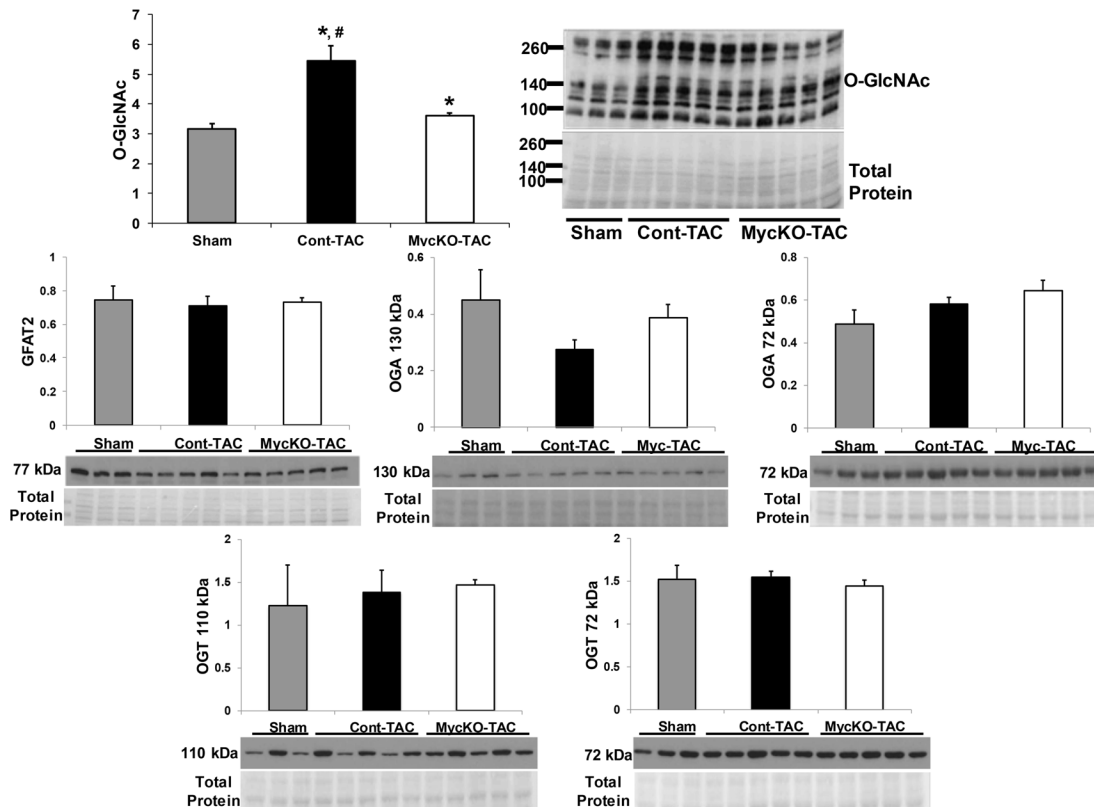 O-GlcNAc
7
6
5
4
3
2
1
0
*, #
*
Sham
Cont-TAC
MycKO-TAC
260
140
100
O-GlcNAc
260
140
100
Total
Protein
Sham
Cont-TAC
MycKO-TAC
GFAT2
1
0.8
0.6
0.4
0.2
0
Sham
Cont-TAC
MycKO-TAC
77 kDa
Total
Protein
OGA 130 kDa
0.6
0.4
0.2
0
Sham
Cont-TAC
Myc-TAC
130 kDa
Total
Protein
OGA 72 kDa
0.8
0.6
0.4
0.2
0
Sham
Cont-TAC
Myc-TAC
72 kDa
Total
Protein
OGT 110 kDa
2
1.5
1
0.5
0
Sham
Cont-TAC
MycKO-TAC
110 kDa
Total
Protein
OGT 72 kDa
2
1.5
1
0.5
0
Sham
Cont-TAC
MycKO-TAC
72 kDa
Total
Protein